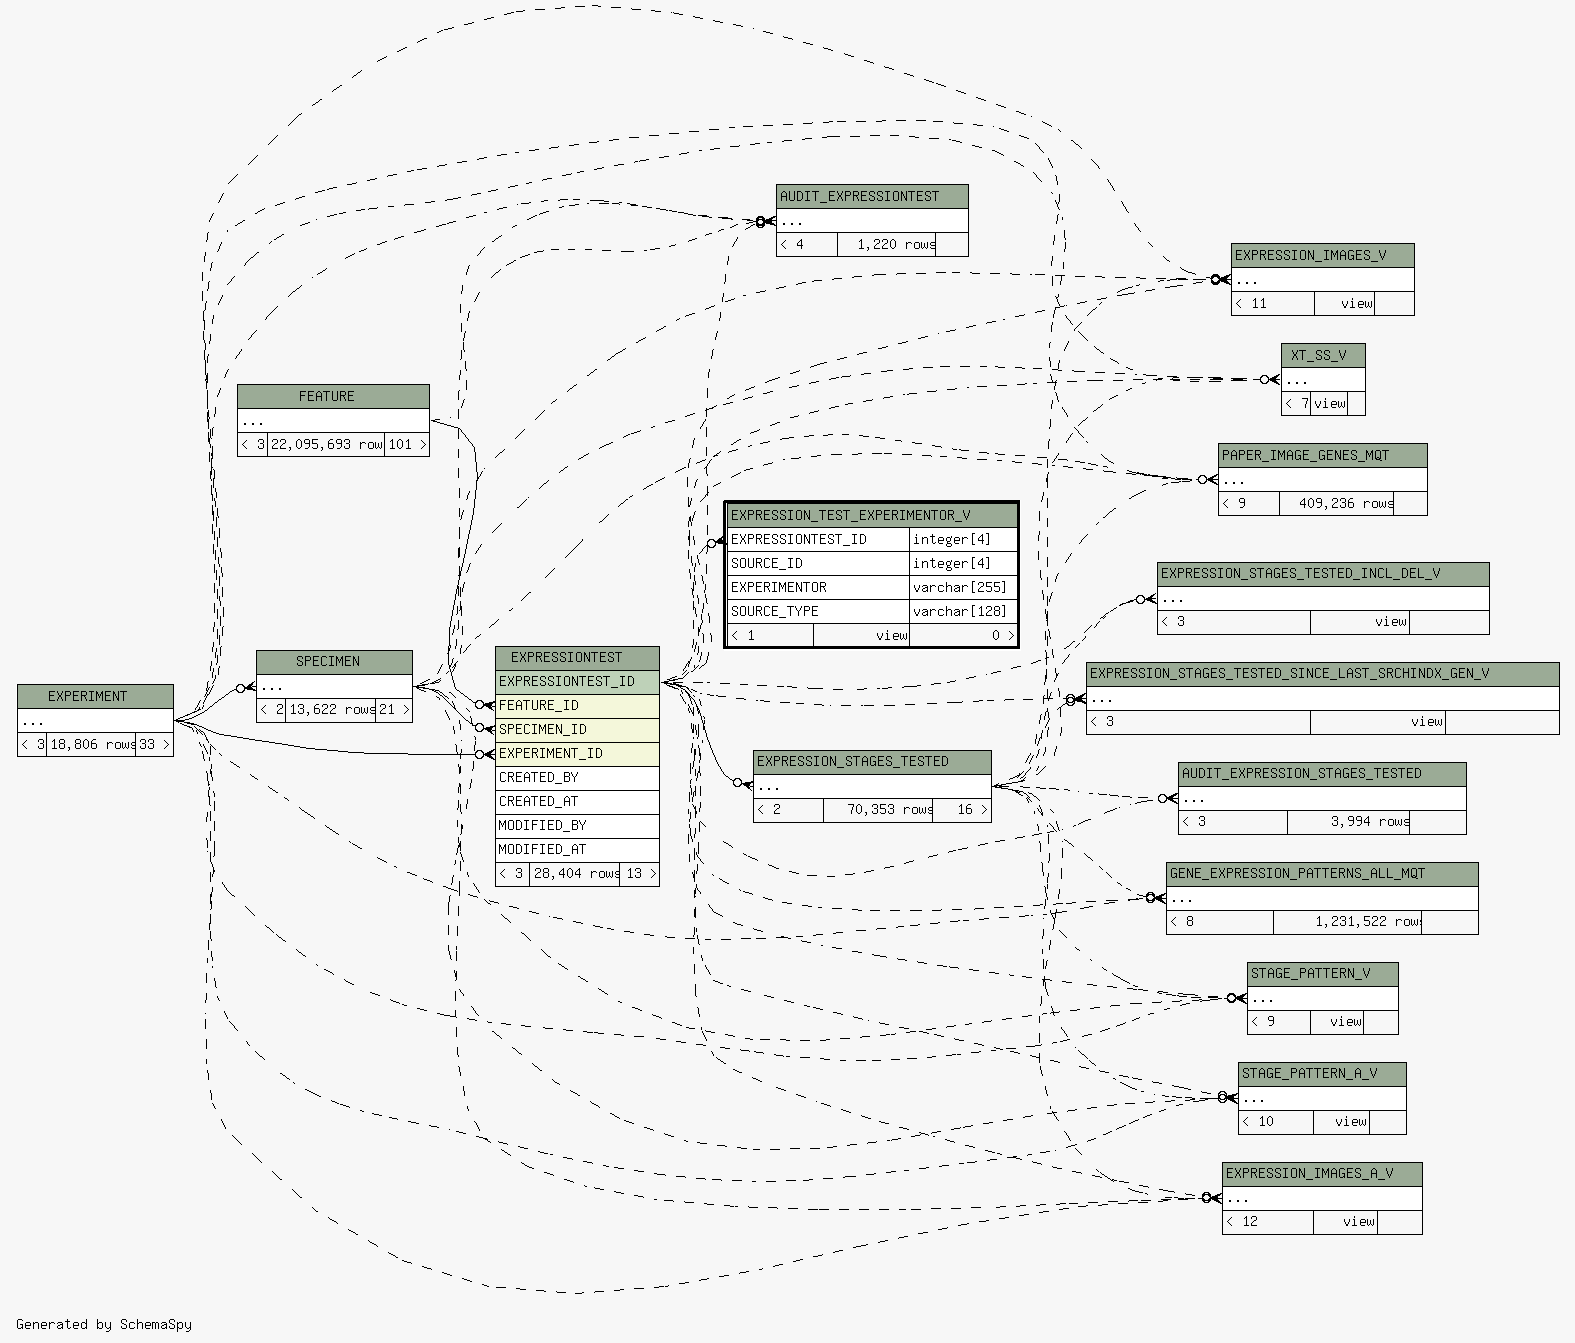 AUDIT_EXPRESSIONTEST
...
< 4 1,220 rows
EXPRESSION_IMAGES_V
...
< 11 view
XT_SS_V
...
< 7 view
FEATURE
...
< 3 22,095,693 row 101 >
PAPER_IMAGE_GENES_MQT
...
< 9 409,236 rows
EXPRESSION_TEST_EXPERIMENTOR_V
EXPRESSIONTEST_ID integer[4]
SOURCE_ID integer[4]
EXPERIMENTOR varchar[255]
SOURCE_TYPE varchar[128]
< 1 view 0 >
EXPRESSION_STAGES_TESTED_INCL_DEL_V
...
< 3 view
SPECIMEN
...
< 2 13,622 rows 21 >
EXPERIMENT
...
< 3 18,806 rows 33 >
EXPRESSIONTEST
EXPRESSIONTEST_ID
FEATURE_ID
SPECIMEN_ID
EXPERIMENT_ID
CREATED_BY
CREATED_AT
MODIFIED_BY
MODIFIED_AT
< 3 28,404 rows 13 >
EXPRESSION_STAGES_TESTED_SINCE_LAST_SRCHINDX_GEN_V
...
< 3 view
EXPRESSION_STAGES_TESTED
...
< 2 70,353 rows 16 >
AUDIT_EXPRESSION_STAGES_TESTED
...
< 3 3,994 rows
GENE_EXPRESSION_PATTERNS_ALL_MQT
...
< 8 1,231,522 rows
STAGE_PATTERN_V
...
< 9 view
STAGE_PATTERN_A_V
...
< 10 view
EXPRESSION_IMAGES_A_V
...
< 12 view
Generated by SchemaSpy